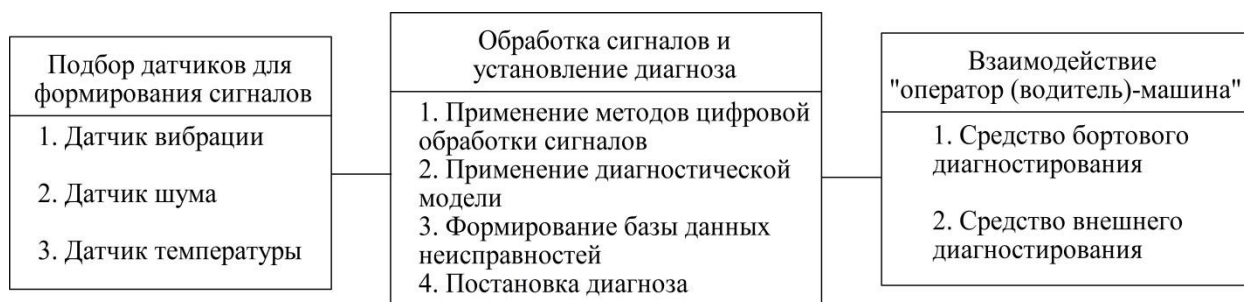 Подбор датчиков для
формирования сигналов
1. Датчик вибрации
2. Датчик шума
3. Датчик температуры
Обработка сигналов и
установление диагноза
1. Применение методов цифровой
обработки сигналов
2. Применение диагностической
модели
3. Формирование базы данных
неисправностей
4. Постановка диагноза
Взаимодействие
"оператор (водитель)-машина"
1. Средство бортового
диагностирования
2. Средство внешнего
диагностирования